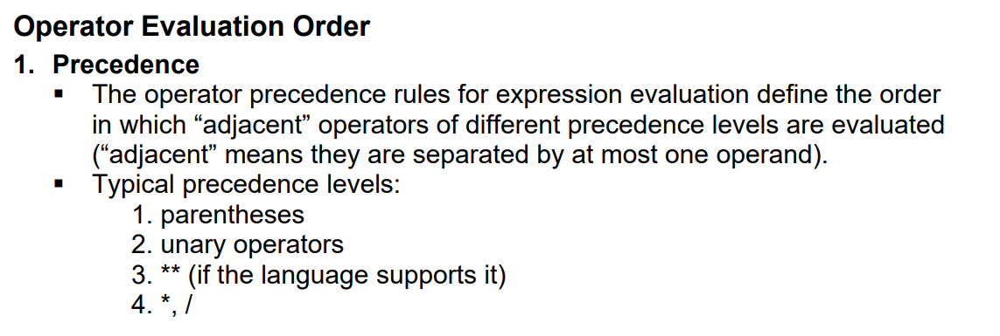 Operator Evaluation Order
1. Precedence
▪ The operator precedence rules for expression evaluation define the order
in which “adjacent” operators of different precedence levels are evaluated
(“adjacent” means they are separated by at most one operand).
▪ Typical precedence levels:
1. parentheses
2. unary operators
3. ** (if the language supports it)
4. *, /